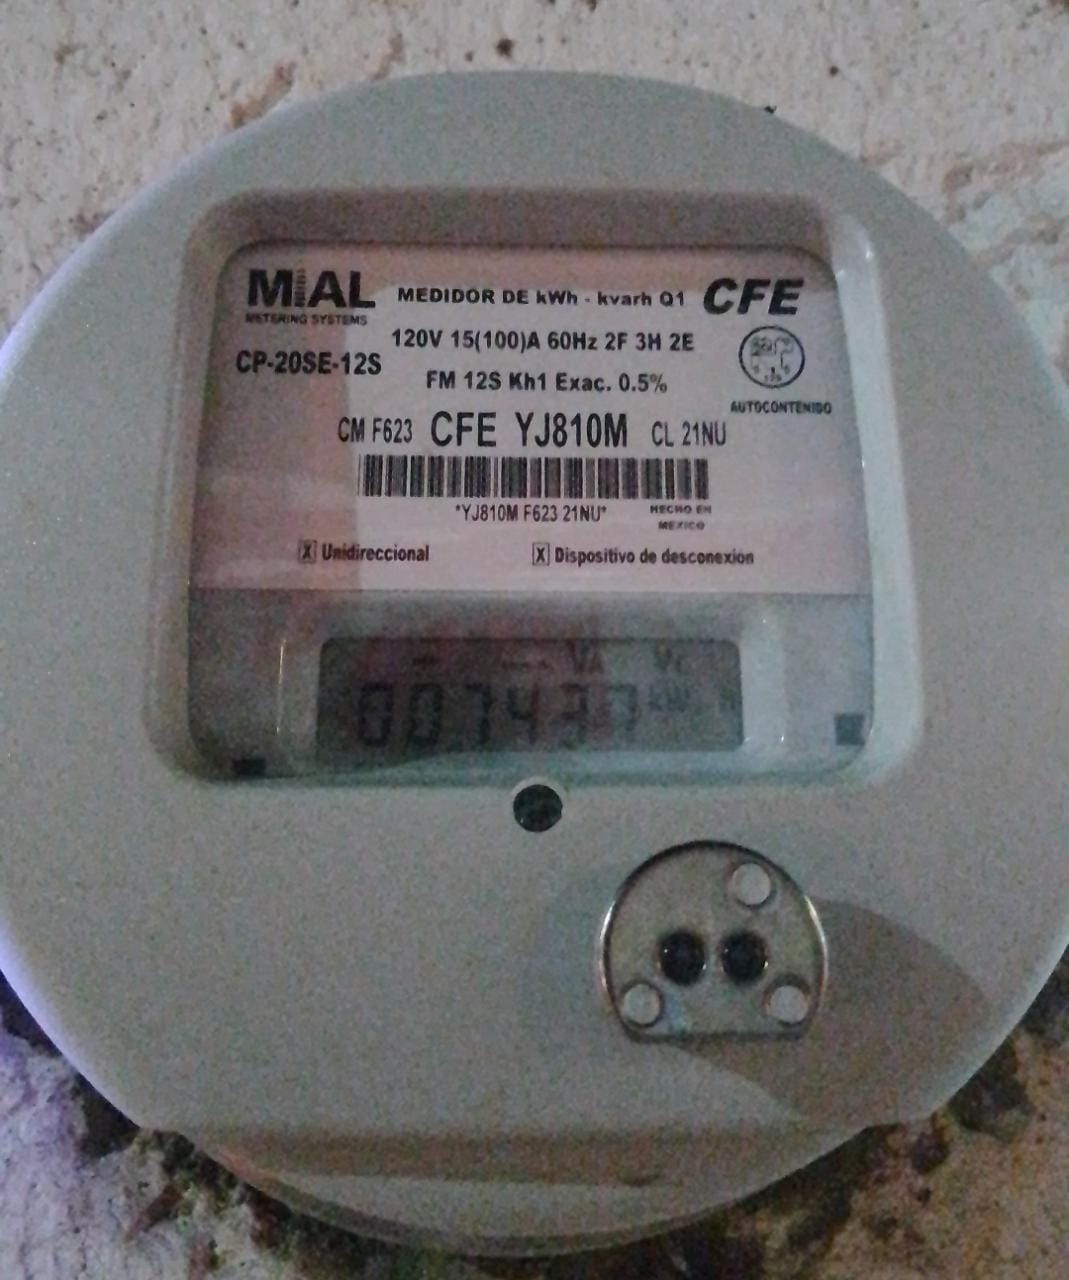 MIAL
METERING SYSTEMS
MEDIDOR DE kWh - kvarh Q1
CFE
120V 15(100)A 60Hz 2F 3H 2E
CP-20SE-12S
FM 12S Kh1 Exac. 0.5%
AUTOCONTENIDO
CM F623 CFE YJ810M CL 21NU
*YJ810M F623 21NU*
HECHO EN
MEXICO
X Unidireccional
X Dispositivo de desconexion
007437